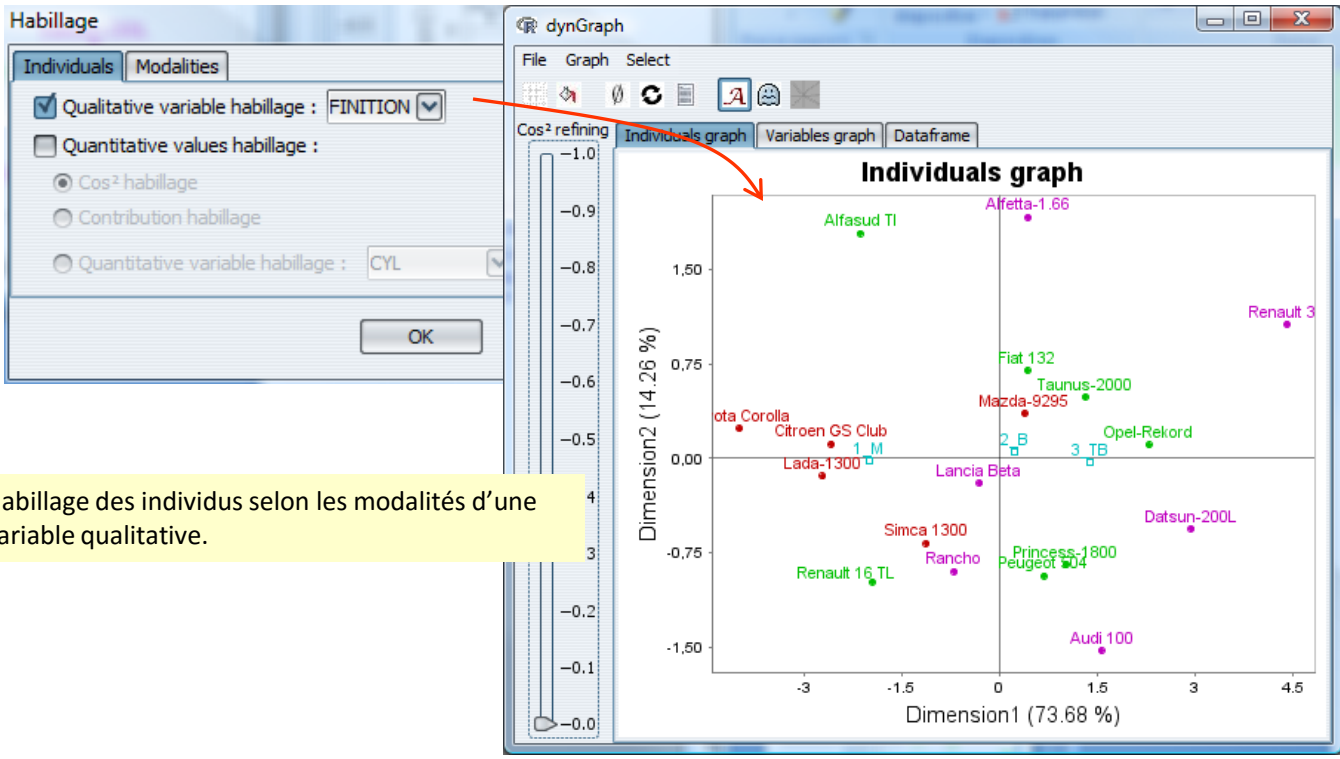 Habillage
Individuals Modalities
Qualitative variable habillage : FINITION
Quantitative values habillage :
Cos² habillage
Contribution habillage
Quantitative variable habillage : CYL
OK
abillage des individus selon les modalités d'une
ariable qualitative.
dynGraph
File Graph Select
A
Cos² refining
Individuals graph Variables graph Dataframe
−1.0
−0.9
−0.8
−0.7
−0.6
−0.5
4
3
−0.2
−0.1
−0.0
Individuals graph
Alfetta-1.66
Alfasud TI
Renault 3
Fiat 132
Taunus-2000
Mazda-9295
ota Corolla
Citroen GS Club
Opel-Rekord
1_M
2_B
3_TB
Lada-1300
Lancia Beta
Datsun-200L
Simca 1300
Rancho
Princess-1800
Peugeot 504
Renault 16 TL
Audi 100
1,50
0,75
0,00
-0,75
-1,50
Dimension2 (14.26 %)
-3 -1.5 0 1.5 3 4.5
Dimension1 (73.68 %)